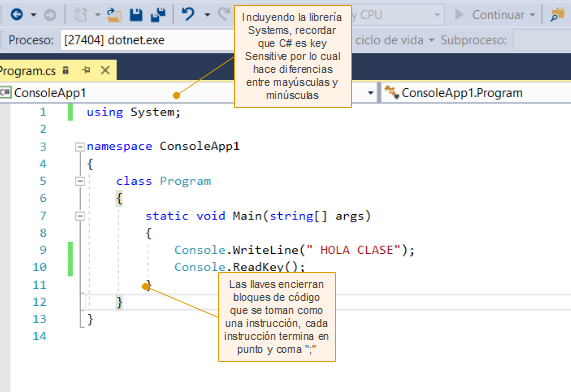 Incluyendo la librería
Systems, recordar
que C# es key
Sensitive por lo cual
hace diferencias
entre mayúsculas y
minúsculas
y CPU
Continuar
Proceso: [27404] dotnet.exe
ciclo de vida
Subproceso:
Program.cs
ConsoleApp1
ConsoleApp1.Program
1 using System;
2
3 namespace ConsoleApp1
4 {
5 class Program
6 {
7 static void Main(string[] args)
8 {
9 Console.WriteLine(" HOLA CLASE");
10 Console.ReadKey();
11 }
12 }
13 }
14
Las llaves encierran
bloques de código
que se toman como
una instrucción, cada
instrucción termina en
punto y coma ";"